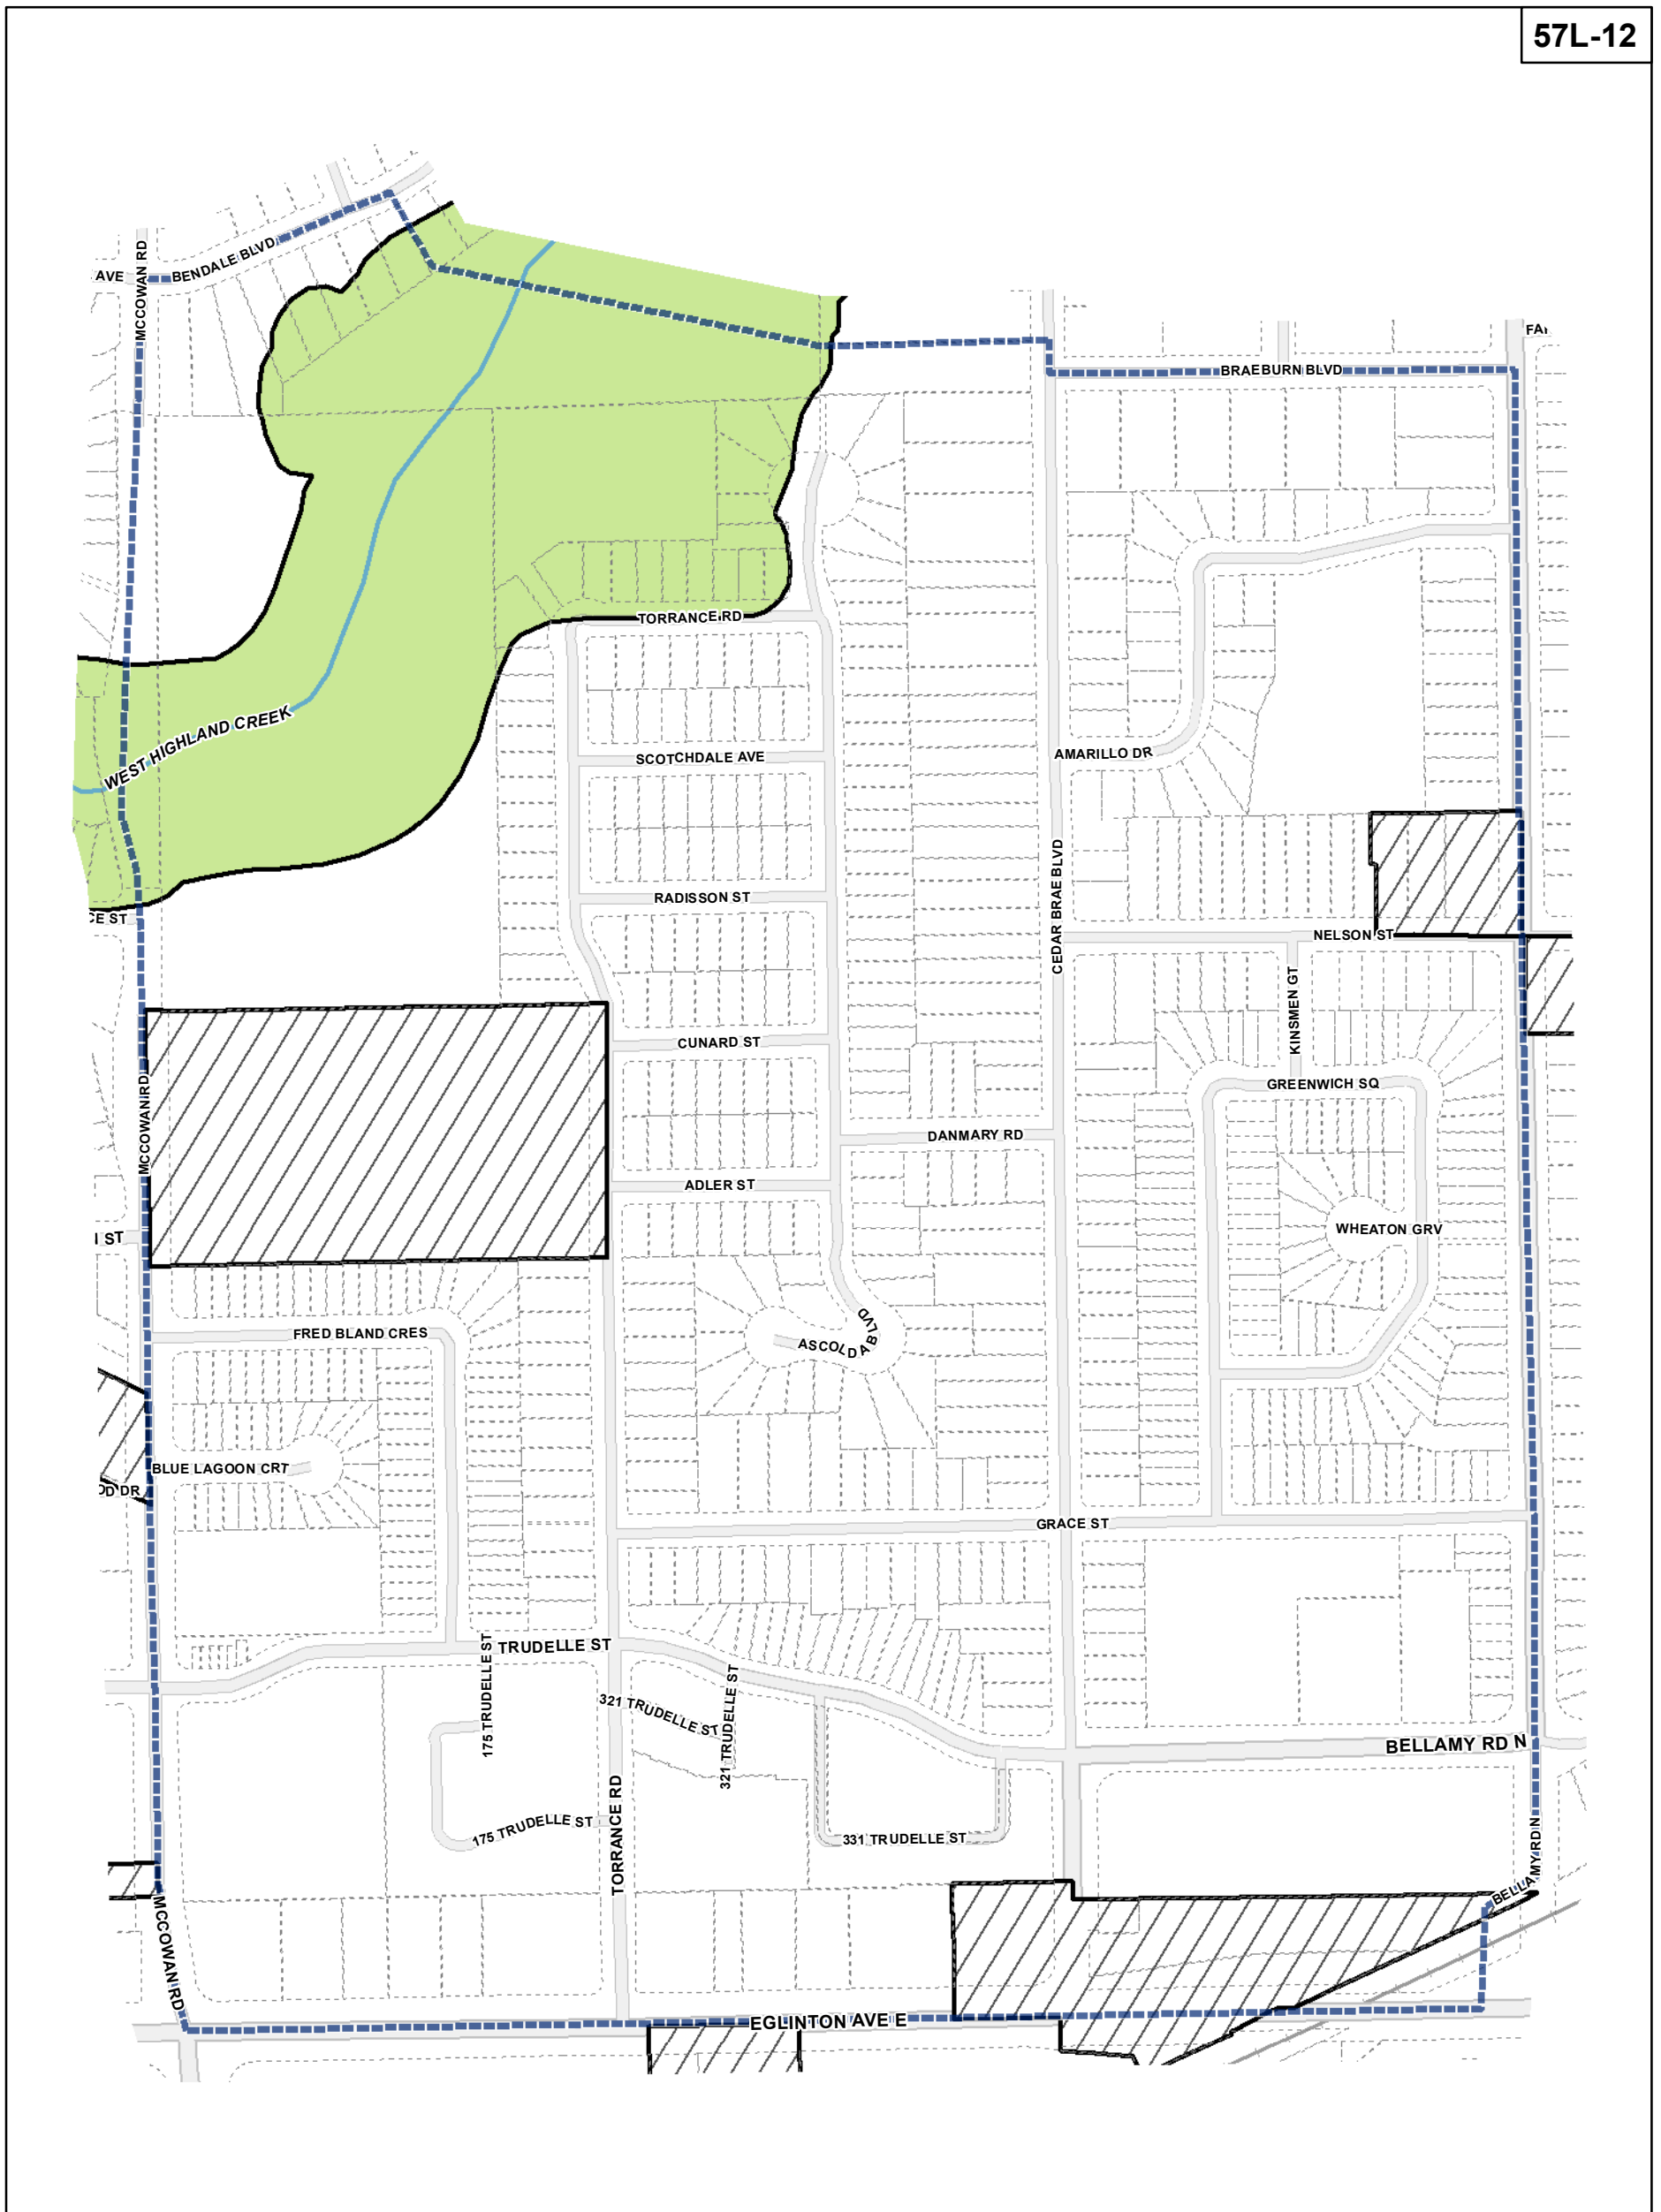 57L-12
MCCOWAN RD
AVE
BENDALE BLVD
BRAEBURN BLVD
TORRANCE RD
WEST HIGHLAND CREEK
SCOTCHDALE AVE
AMARILLO DR
CEDAR BRAE BLVD
RADISSON ST
CE ST
NELSON ST
KINSMEN GT
CUNARD ST
MCCOWAN RD
GREENWICH SQ
DANMARY RD
ADLER ST
WHEATON GRV
I ST
FRED BLAND CRES
ASCOLDA BLVD
BLUE LAGOON CRT
OD DR
GRACE ST
TRUDELLE ST
175 TRUDELLE ST
321 TRUDELLE ST
321 TRUDELLE ST
BELLAMY RD N
175 TRUDELLE ST
TORRANCE RD
331 TRUDELLE ST
BELLAMY RD N
MCCOWAN RD
EGLINTON AVE E